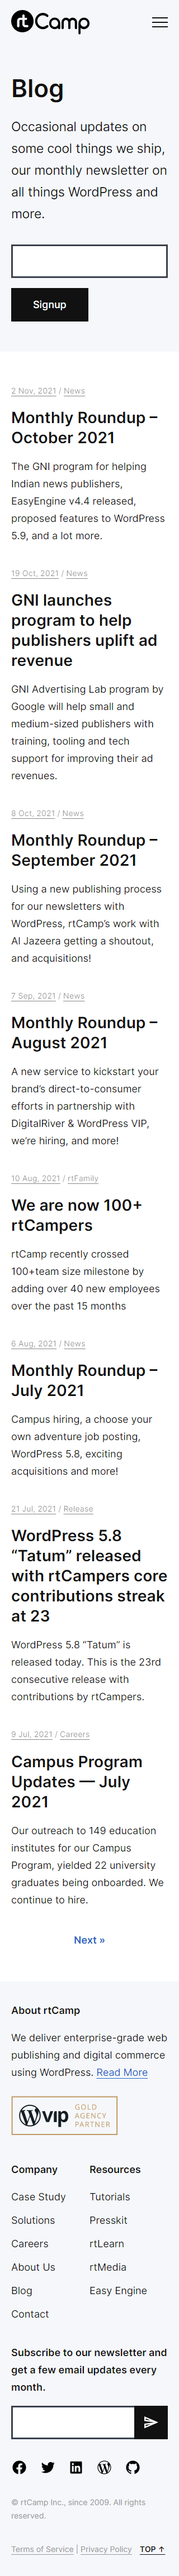 rtCamp
Blog
Occasional updates on
some cool things we ship,
our monthly newsletter on
all things WordPress and
more.
Signup
2 Nov, 2021 / News
Monthly Roundup –
October 2021
The GNI program for helping
Indian news publishers,
EasyEngine v4.4 released,
proposed features to WordPress
5.9, and a lot more.
19 Oct, 2021 / News
GNI launches
program to help
publishers uplift ad
revenue
GNI Advertising Lab program by
Google will help small and
medium-sized publishers with
training, tooling and tech
support for improving their ad
revenues.
8 Oct, 2021 / News
Monthly Roundup –
September 2021
Using a new publishing process
for our newsletters with
WordPress, rtCamp’s work with
Al Jazeera getting a shoutout,
and acquisitions!
7 Sep, 2021 / News
Monthly Roundup –
August 2021
A new service to kickstart your
brand’s direct-to-consumer
efforts in partnership with
DigitalRiver & WordPress VIP,
we’re hiring, and more!
10 Aug, 2021 / rtFamily
We are now 100+
rtCampers
rtCamp recently crossed
100+team size milestone by
adding over 40 new employees
over the past 15 months
6 Aug, 2021 / News
Monthly Roundup –
July 2021
Campus hiring, a choose your
own adventure job posting,
WordPress 5.8, exciting
acquisitions and more!
21 Jul, 2021 / Release
WordPress 5.8
“Tatum” released
with rtCampers core
contributions streak
at 23
WordPress 5.8 “Tatum” is
released today. This is the 23rd
consecutive release with
contributions by rtCampers.
9 Jul, 2021 / Careers
Campus Program
Updates — July
2021
Our outreach to 149 education
institutes for our Campus
Program, yielded 22 university
graduates being onboarded. We
continue to hire.
Next »
About rtCamp
We deliver enterprise-grade web
publishing and digital commerce
using WordPress. Read More
vip GOLD
AGENCY
PARTNER
Company
Case Study
Solutions
Careers
About Us
Blog
Contact
Resources
Tutorials
Presskit
rtLearn
rtMedia
Easy Engine
Subscribe to our newsletter and
get a few email updates every
month.
© rtCamp Inc., since 2009. All rights
reserved.
Terms of Service | Privacy Policy TOP ↑